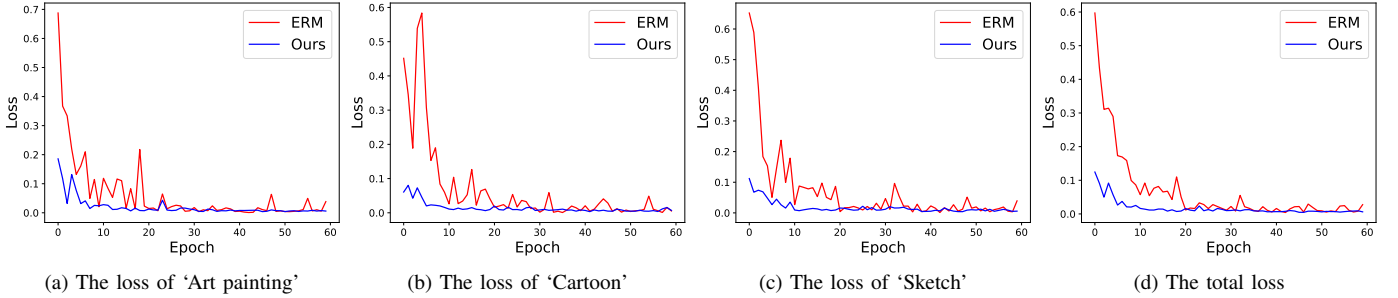 0.7
0.6
0.5
0.4
0.3
0.2
0.1
0.0
Loss
0 10 20 30 40 50 60
Epoch
ERM
Ours
(a) The loss of ‘Art painting’
0.6
0.5
0.4
0.3
0.2
0.1
0.0
Loss
0 10 20 30 40 50 60
Epoch
ERM
Ours
(b) The loss of ‘Cartoon’
0.6
0.5
0.4
0.3
0.2
0.1
0.0
Loss
0 10 20 30 40 50 60
Epoch
ERM
Ours
(c) The loss of ‘Sketch’
0.6
0.5
0.4
0.3
0.2
0.1
0.0
Loss
0 10 20 30 40 50 60
Epoch
ERM
Ours
(d) The total loss